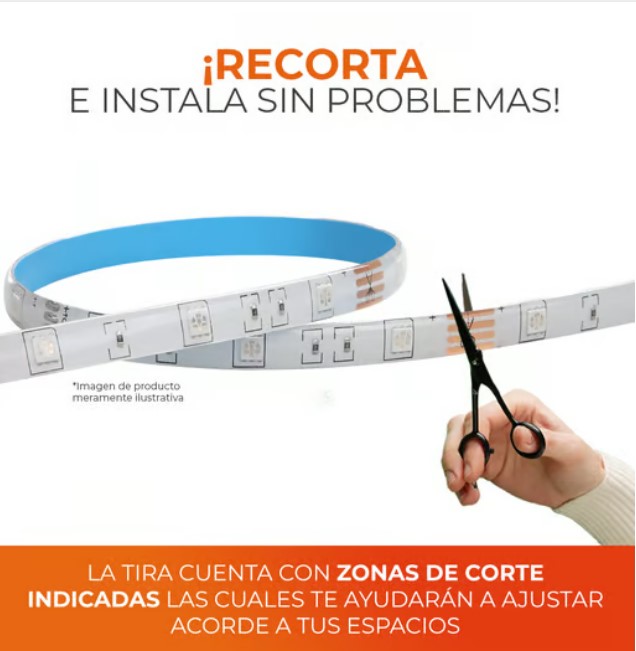 ¡RECORTA
E INSTALA SIN PROBLEMAS!
*Imagen de producto
meramente ilustrativa
LA TIRA CUENTA CON ZONAS DE CORTE
INDICADAS LAS CUALES TE AYUDARÁN A AJUSTAR
ACORDE A TUS ESPACIOS